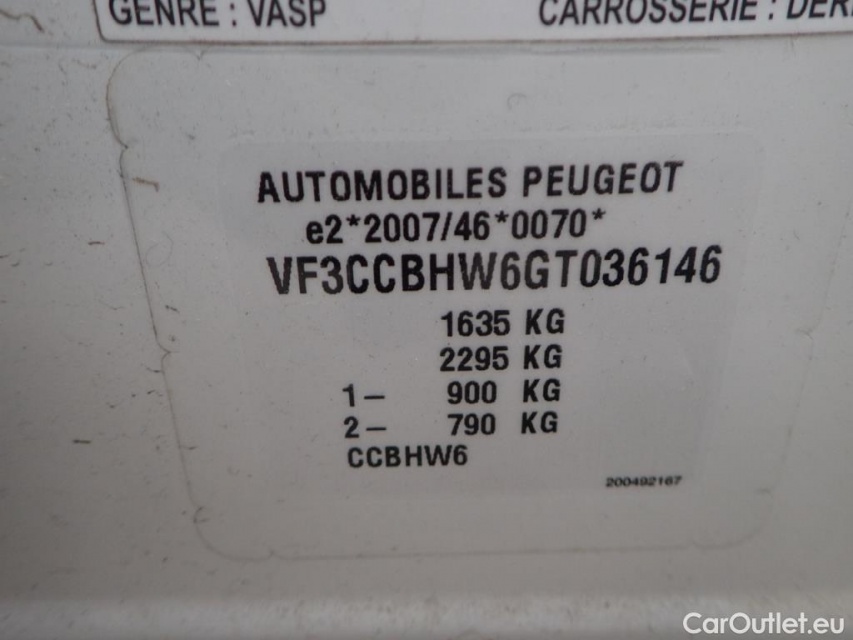 GENRE : VASP CARROSSERIE :
AUTOMOBILES PEUGEOT
e2*2007/46*0070*
VF3CCBHW6GT036146
1635 KG
2295 KG
1– 900 KG
2– 790 KG
CCBHW6
200492167
CarOutlet.eu